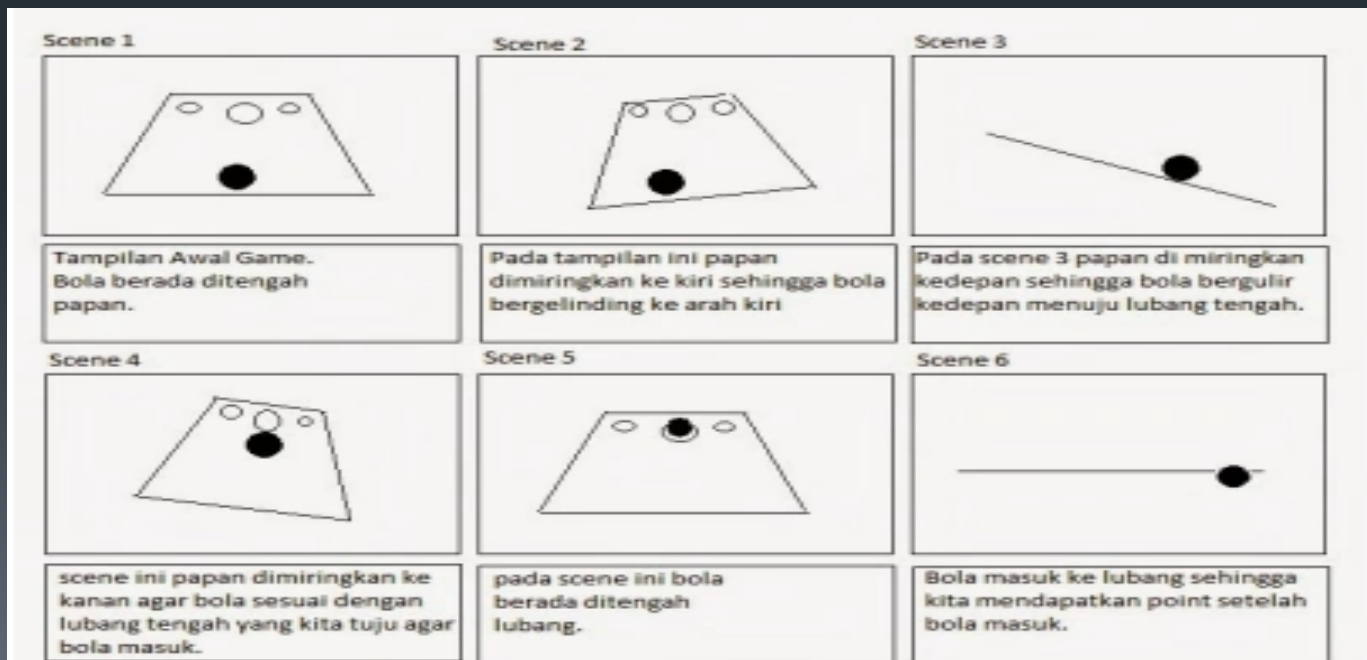 Scene 1
Scene 2
Scene 3
Tampilan Awal Game.
Bola berada ditengah
papan.
Pada tampilan ini papan
dimiringkan ke kiri sehingga bola
bergelinding ke arah kiri
Pada scene 3 papan di miringkan
kedepan sehingga bola bergulir
kedepan menuju lubang tengah.
Scene 4
Scene 5
Scene 6
scene ini papan dimiringkan ke
kanan agar bola sesuai dengan
lubang tengah yang kita tuju agar
bola masuk.
pada scene ini bola
berada ditengah
lubang.
Bola masuk ke lubang sehingga
kita mendapatkan point setelah
bola masuk.